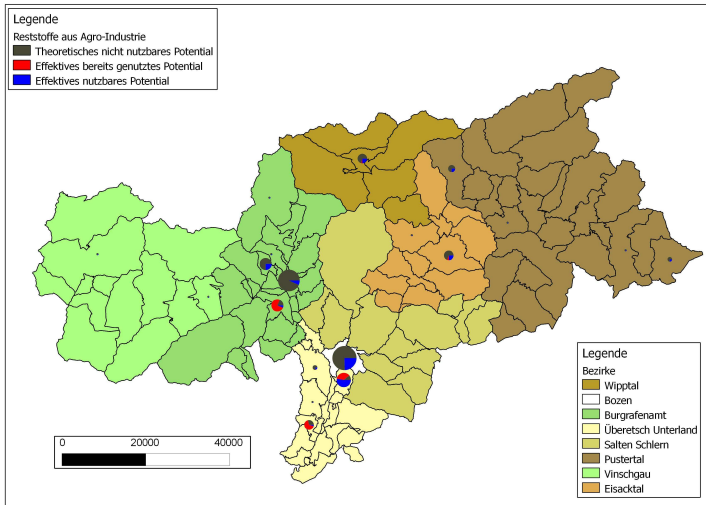 Legende
Reststoffe aus Agro-Industrie
Theoretisches nicht nutzbares Potential
Effektives bereits genutztes Potential
Effektives nutzbares Potential
Legende
Bezirke
Wipptal
Bozen
Burgrafenamt
Überetsch Unterland
Salten Schlern
Pustertal
Vinschgau
Eisacktal
0 20000 40000